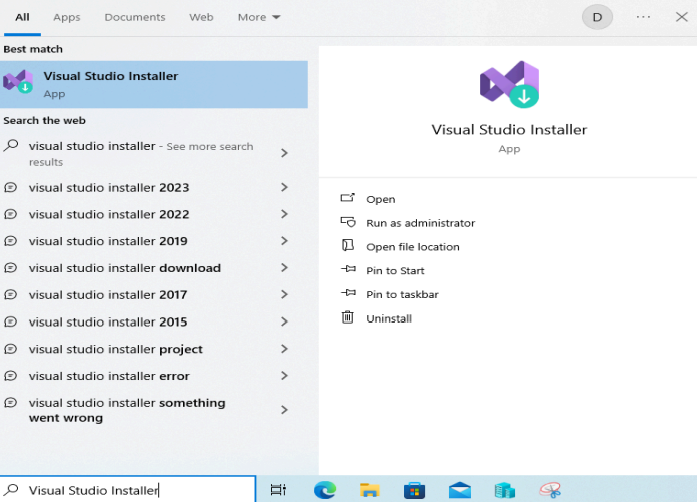 All Apps Documents Web More D
Best match
Visual Studio Installer
App
Search the web
visual studio installer - See more search
results
visual studio installer 2023
visual studio installer 2022
visual studio installer 2019
visual studio installer download
visual studio installer 2017
visual studio installer 2015
visual studio installer project
visual studio installer error
visual studio installer something
went wrong
Visual Studio Installer
App
Open
Run as administrator
Open file location
Pin to Start
Pin to taskbar
Uninstall
Visual Studio Installer